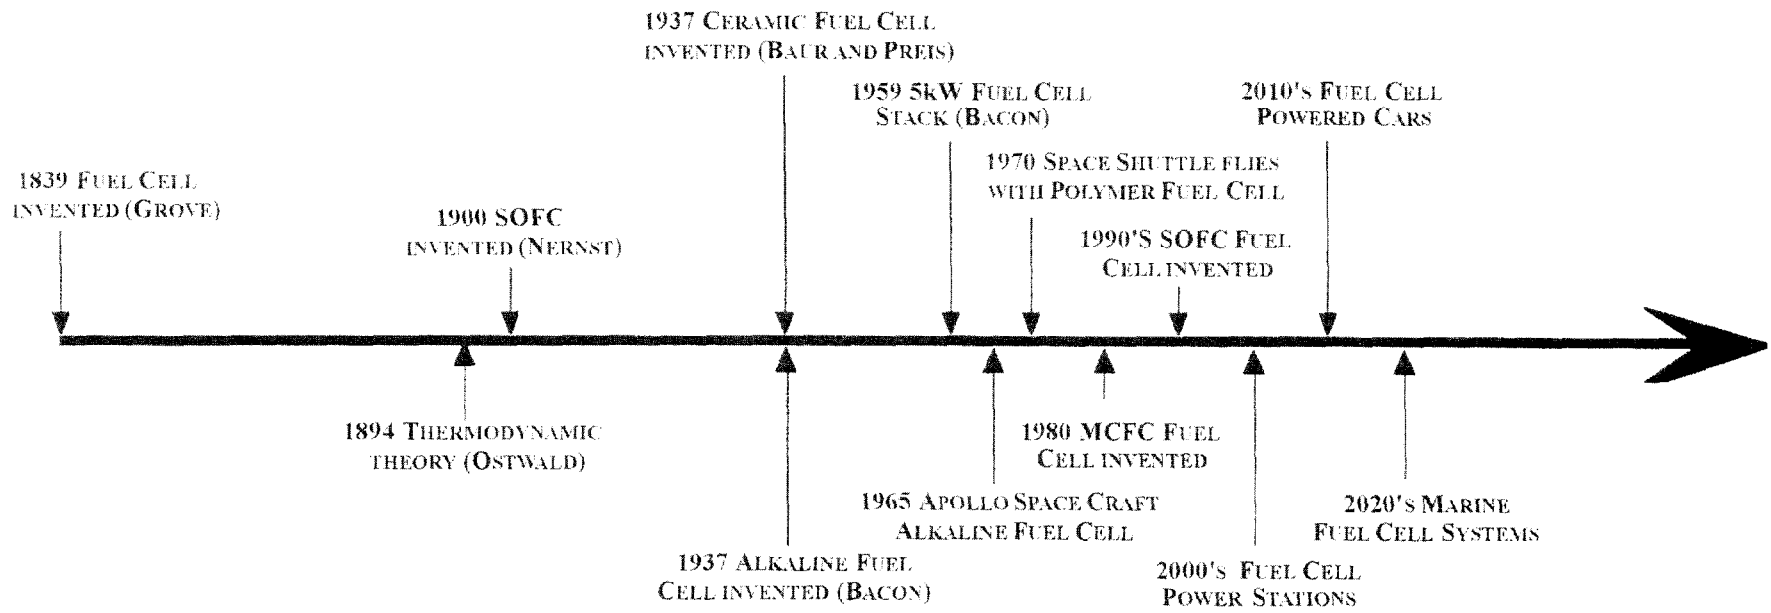 1937 Ceramic Fuel Cell
invented (Baur and Preis)
1959 5kW Fuel Cell
Stack (Bacon)
2010's Fuel Cell
Powered Cars
1970 Space Shuttle flies
with Polymer Fuel Cell
1839 Fuel Cell
invented (Grove)
1900 SOFC
invented (Nernst)
1990's SOFC Fuel
Cell invented
1894 Thermodynamic
theory (Ostwald)
1980 MCFC Fuel
Cell invented
1965 Apollo Space Craft
Alkaline Fuel Cell
2020's Marine
Fuel Cell Systems
1937 Alkaline Fuel
Cell invented (Bacon)
2000's Fuel Cell
Power Stations